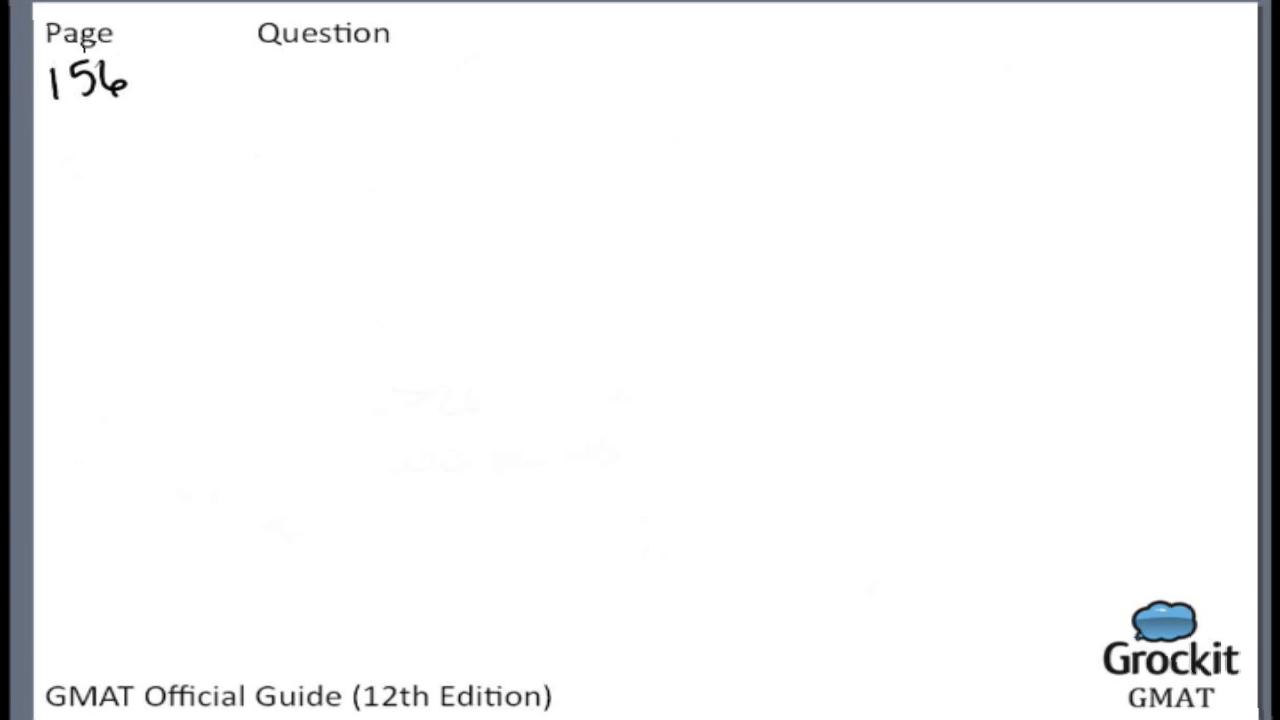 Page Question
156
Grockit
GMAT
GMAT Official Guide (12th Edition)